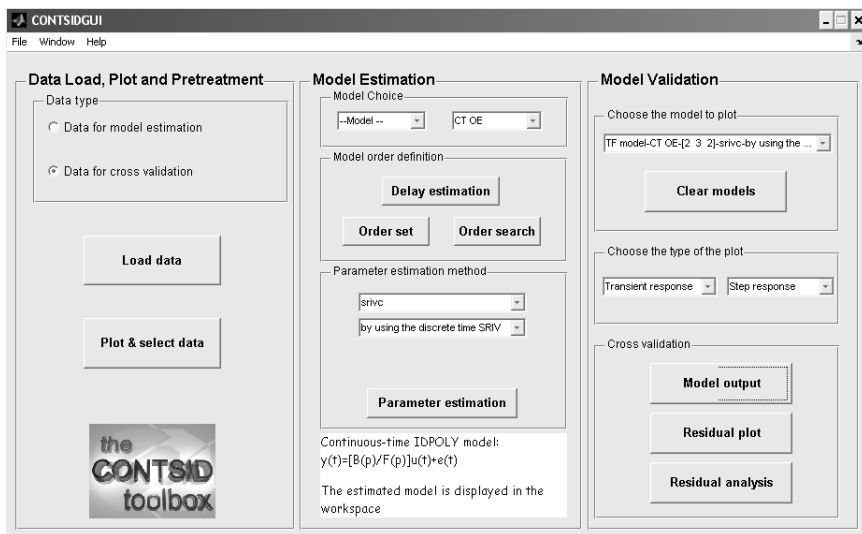 CONTSIDGUI
File Window Help
Data Load, Plot and Pretreatment
Data type
Data for model estimation
Data for cross validation
Load data
Plot & select data
the
CONTSID
toolbox
Model Estimation
Model Choice
--Model -- CT OE
Model order definition
Delay estimation
Order set Order search
Parameter estimation method
srivc
by using the discrete time SRIV
Parameter estimation
Continuous-time IDPOLY model:
y(t)=[B(p)/F(p)]u(t)+e(t)
The estimated model is displayed in the
workspace
Model Validation
Choose the model to plot
TF model-CT OE-[2 3 2]-srivc-by using the ...
Clear models
Choose the type of the plot
Transient response Step response
Cross validation
Model output
Residual plot
Residual analysis